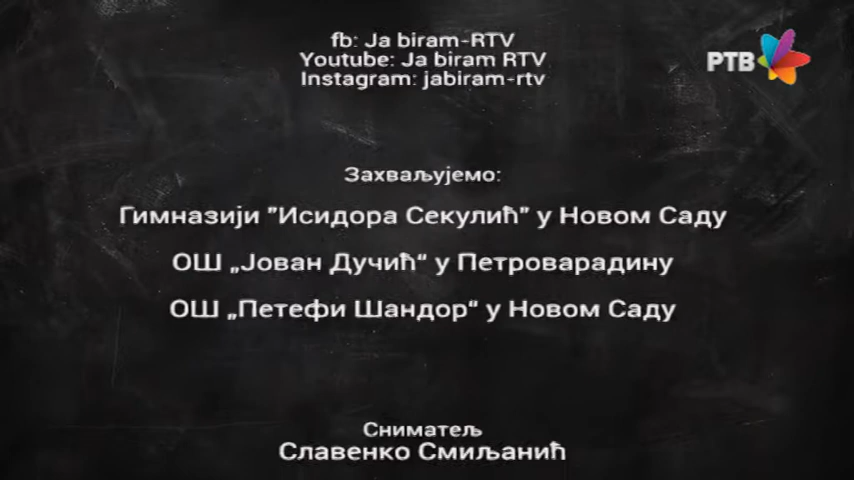 fb: Ja biram-RTV
Youtube: Ja biram RTV
Instagram: jabiram-rtv
РТВ
Захваљујемо:
Гимназији "Исидора Секулић" у Новом Саду
ОШ „Јован Дучић“ у Петроварадину
ОШ „Петефи Шандор“ у Новом Саду
Сниматељ
Славенко Смиљанић